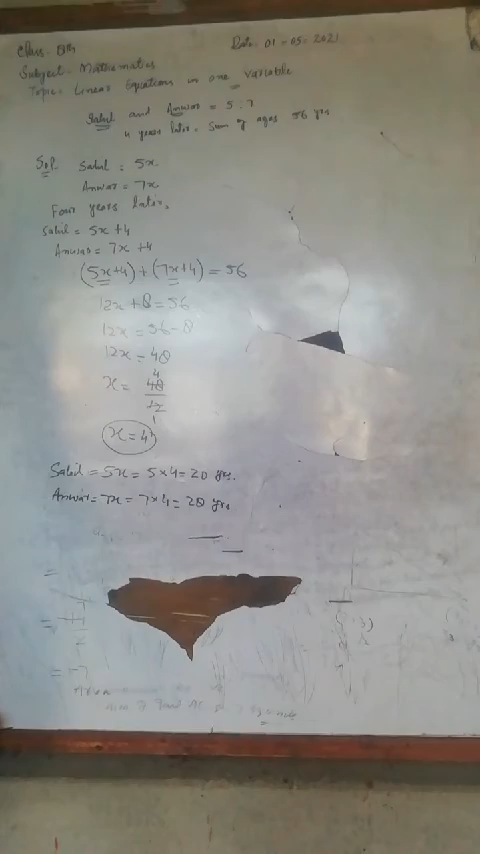 Class- 8th Date: 01-05-2021
Subject- Mathematics
Topic- Linear Equations in one variable
Sahil and Anwar = 5:7
4 years later. Sum of ages 56 yrs
Sol. Sahil = 5x
Anwar = 7x
Four years later,
Sahil = 5x+4
Anwar = 7x+4
(5x+4)+(7x+4)=56
12x+8=56
12x=56-8
12x=48
x= 48/12 4 1
x=4
Sahil =5x= 5×4=20 yrs.
Anwar=7x= 7×4=28 yrs